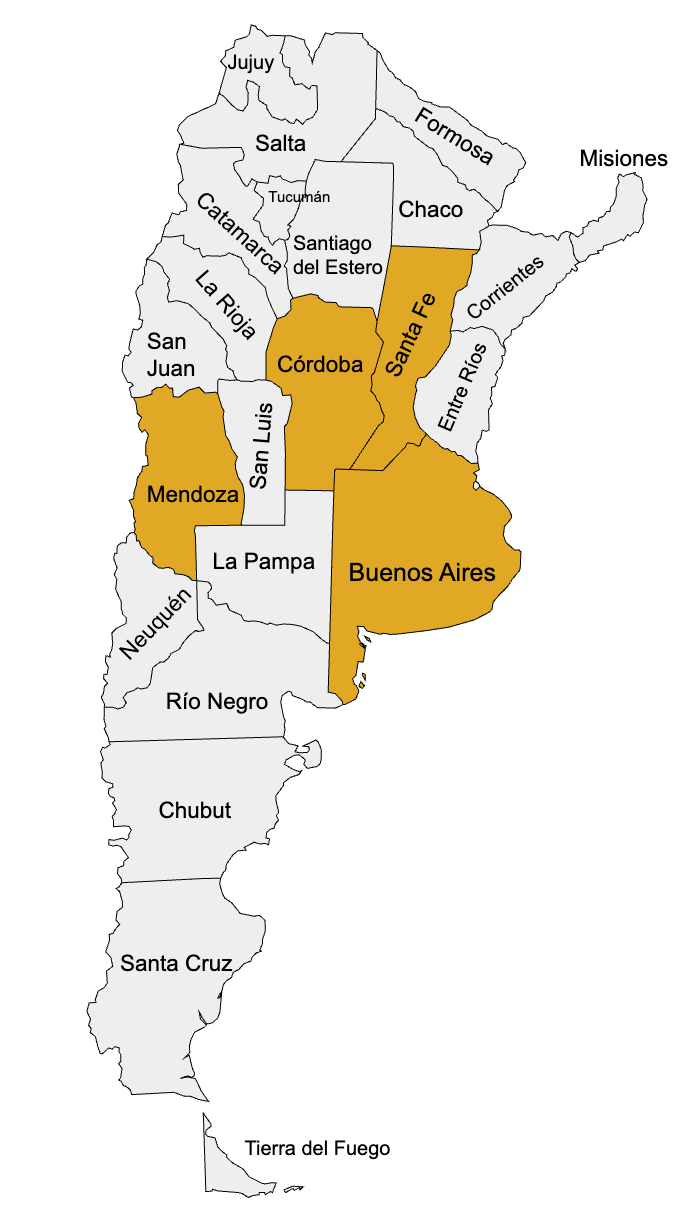 Jujuy
Formosa
Salta
Misiones
Tucumán
Catamarca
Chaco
Santiago
del Estero
Corrientes
La Rioja
Santa Fe
San
Juan
Córdoba
Entre Ríos
San Luis
Mendoza
La Pampa
Buenos Aires
Neuquén
Río Negro
Chubut
Santa Cruz
Tierra del Fuego